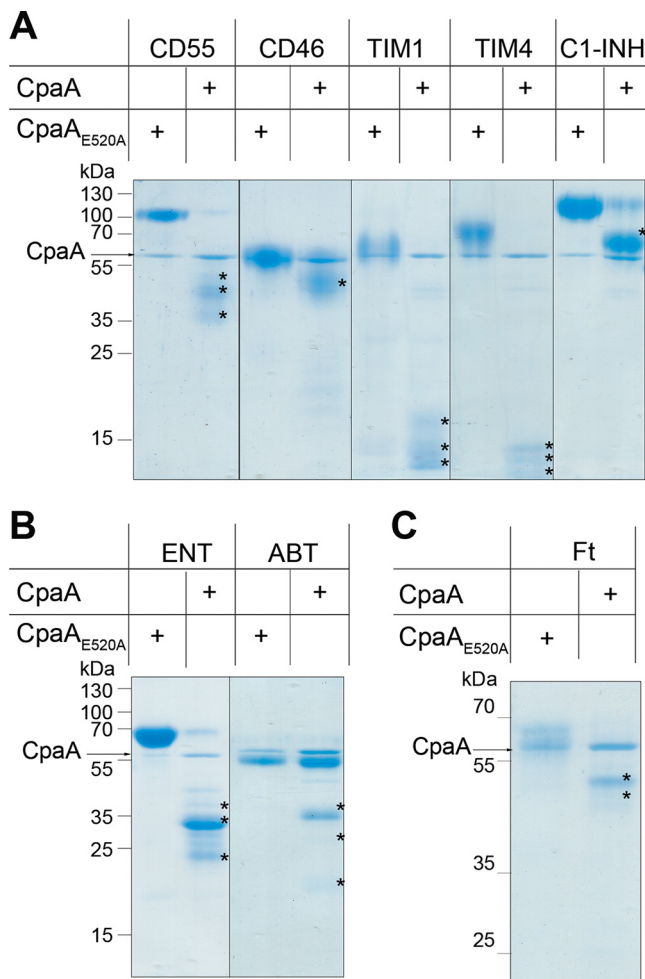 A
CD55 CD46 TIM1 TIM4 C1-INH
CpaA + + + + +
CpaAE520A + + + + +
kDa
130
100
70
CpaA
55
35
25
15
* * * * * * * * * * *
B
ENT ABT
CpaA + +
CpaAE520A + +
kDa
130
100
70
CpaA
55
35
25
15
* * * * * *
C
Ft
CpaA +
CpaAE520A +
kDa
70
CpaA
55
35
25
* *